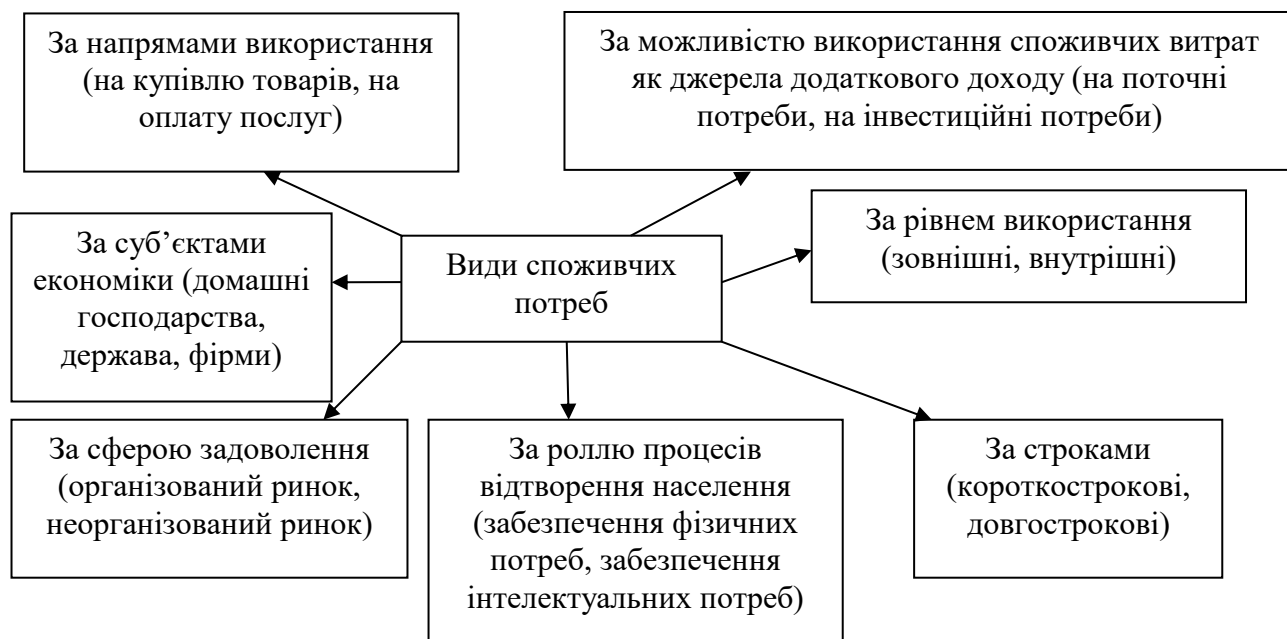 За напрямами використання
(на купівлю товарів, на
оплату послуг)
За можливістю використання споживчих витрат
як джерела додаткового доходу (на поточні
потреби, на інвестиційні потреби)
За суб’єктами
економіки (домашні
господарства,
держава, фірми)
Види споживчих
потреб
За рівнем використання
(зовнішні, внутрішні)
За сферою задоволення
(організований ринок,
неорганізований ринок)
За роллю процесів
відтворення населення
(забезпечення фізичних
потреб, забезпечення
інтелектуальних потреб)
За строками
(короткострокові,
довгострокові)